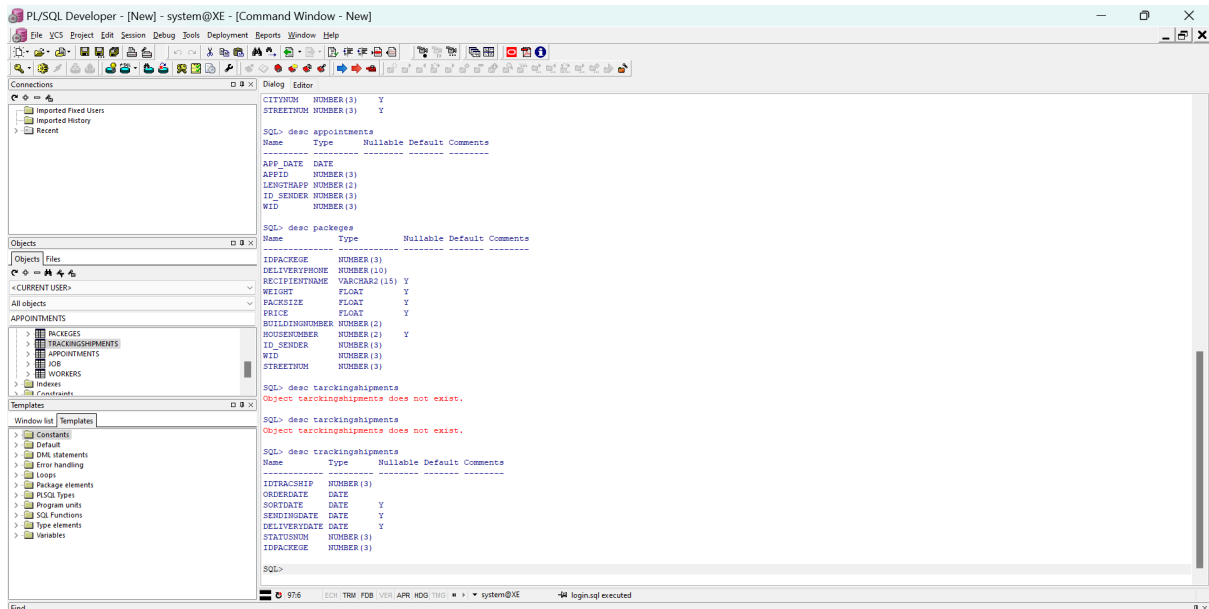 PL/SQL Developer - [New] - system@XE - [Command Window - New]
File VCS Project Edit Session Debug Tools Deployment Reports Window Help
Connections
Imported Fixed Users
Imported History
Recent
Objects
Objects Files
<CURRENT USER>
All objects
APPOINTMENTS
PACKEGES
TRACKINGSHIPMENTS
APPOINTMENTS
JOB
WORKERS
Indexes
Constraints
Templates
Window list Templates
Constants
Default
DML statements
Error handling
Loops
Package elements
PLSQL Types
Program units
SQL Functions
Type elements
Variables
Dialog Editor
CITYNUM NUMBER(3) Y
STREETNUM NUMBER(3) Y
SQL> desc appointments
Name Type Nullable Default Comments
--------- --------- -------- ------- --------
APP_DATE DATE
APPID NUMBER(3)
LENGTHAPP NUMBER(2)
ID_SENDER NUMBER(3)
WID NUMBER(3)
SQL> desc packeges
Name Type Nullable Default Comments
-------------- ------------ -------- ------- --------
IDPACKEGE NUMBER(3)
DELIVERYPHONE NUMBER(10)
RECIPIENTNAME VARCHAR2(15) Y
WEIGHT FLOAT Y
PACKSIZE FLOAT Y
PRICE FLOAT Y
BUILDINGNUMBER NUMBER(2)
HOUSENUMBER NUMBER(2) Y
ID_SENDER NUMBER(3)
WID NUMBER(3)
STREETNUM NUMBER(3)
SQL> desc tarckingshipments
Object tarckingshipments does not exist.
SQL> desc tarckingshipments
Object tarckingshipments does not exist.
SQL> desc trackingshipments
Name Type Nullable Default Comments
------------ --------- -------- ------- --------
IDTRACSHIP NUMBER(3)
ORDERDATE DATE
SORTDATE DATE Y
SENDINGDATE DATE Y
DELIVERYDATE DATE Y
STATUSNUM NUMBER(3)
IDPACKEGE NUMBER(3)
SQL>
97:6 ECH TRM FDB VER APR HDG TMG system@XE login.sql executed
Find